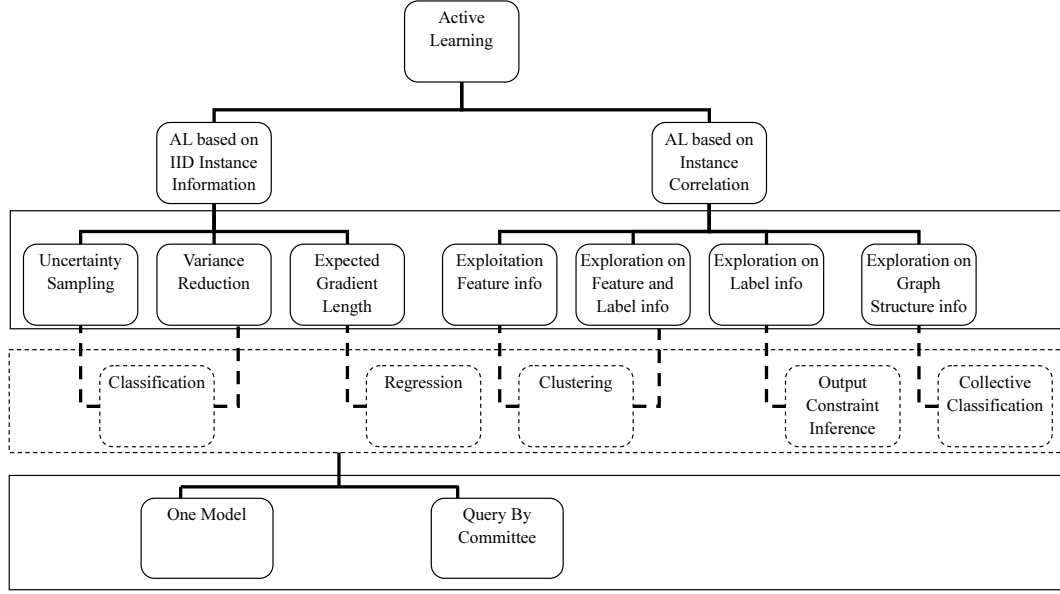 Active
Learning
AL based on
IID Instance
Information
AL based on
Instance
Correlation
Uncertainty
Sampling
Variance
Reduction
Expected
Gradient
Length
Exploitation
Feature info
Exploration on
Feature and
Label info
Exploration on
Label info
Exploration on
Graph
Structure info
Classification
Regression
Clustering
Output
Constraint
Inference
Collective
Classification
One Model
Query By
Committee